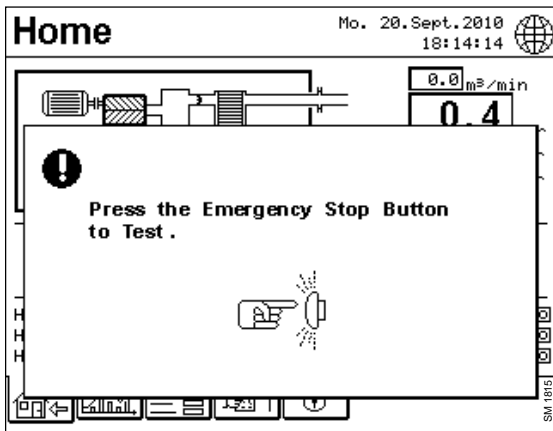 Home
Mo. 20.Sept.2010
18:14:14
0.0 m³/min
0.4
Press the Emergency Stop Button
to Test.
H
H
H
SM 1815